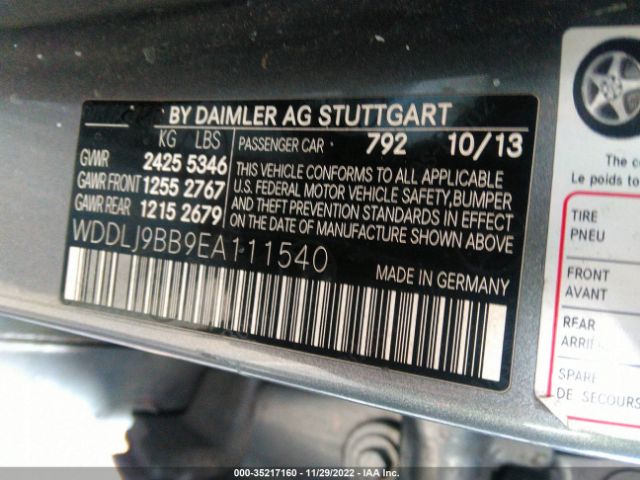 BY DAIMLER AG STUTTGART
KG LBS
PASSENGER CAR 792 10/13
GVWR 2425 5346
GAWR FRONT 1255 2767
GAWR REAR 1215 2679
THIS VEHICLE CONFORMS TO ALL APPLICABLE
U.S. FEDERAL MOTOR VEHICLE SAFETY, BUMPER
AND THEFT PREVENTION STANDARDS IN EFFECT
ON THE DATE OF MANUFACTURE SHOWN ABOVE
WDDLJ9BB9EA111540
MADE IN GERMANY
The co
Le poids to
TIRE
PNEU
FRONT
AVANT
REAR
ARRIÈ
SPARE
DE SECOURS
000-35217160 - 11/29/2022 - IAA Inc.